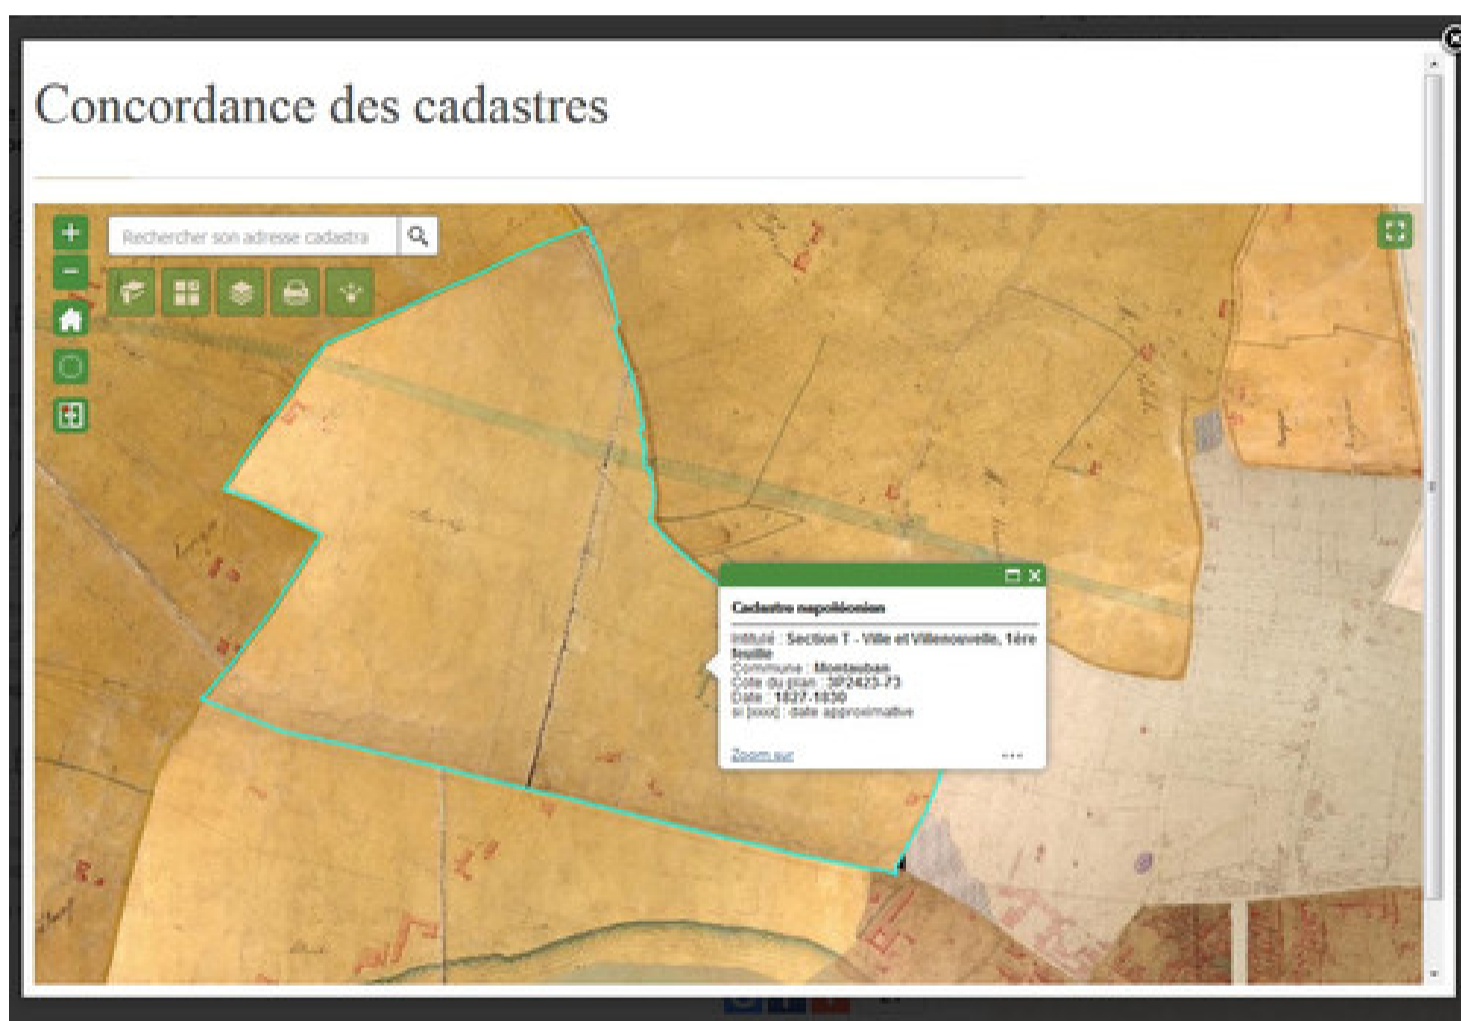 Concordance des cadastres
Rechercher son adresse cadastra
Cadastre napoléonien
Intitulé : Section T - Ville et Villenouvelle, 1ère
feuille
Commune : Montauban
Cote du plan : 3P2423-73
Date : 1827-1830
si [xxxx] : date approximative
Zoom sur